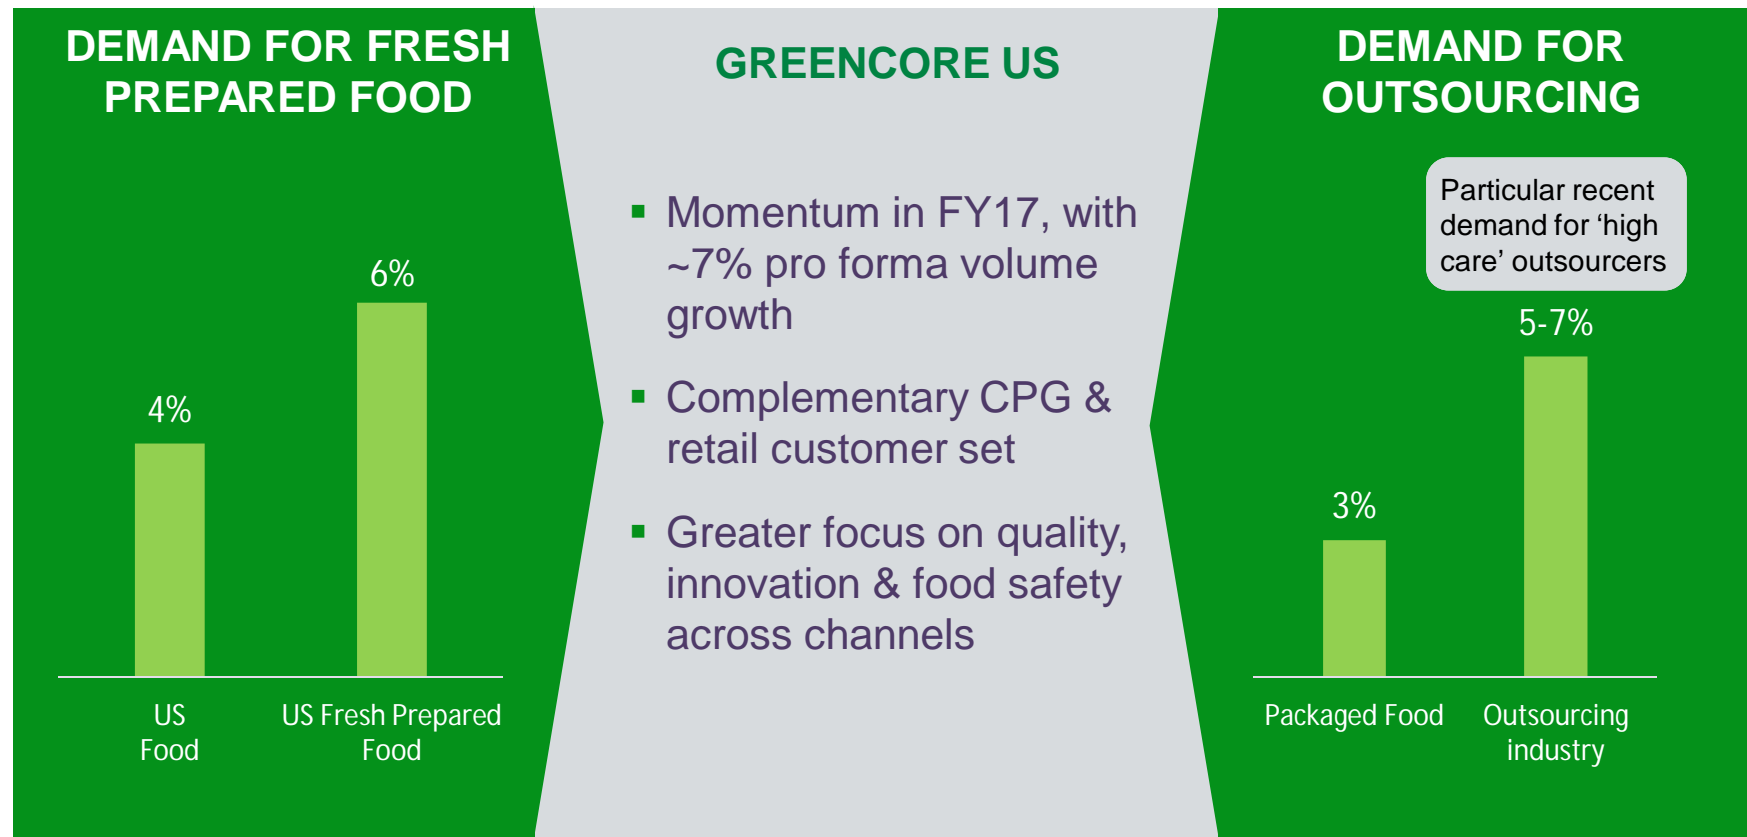 DEMAND FOR FRESH
PREPARED FOOD
6%
4%
US
Food
US Fresh Prepared
Food
GREENCORE US
▪ Momentum in FY17, with
~7% pro forma volume
growth
▪ Complementary CPG &
retail customer set
▪ Greater focus on quality,
innovation & food safety
across channels
DEMAND FOR
OUTSOURCING
Particular recent
demand for ‘high
care’ outsourcers
5-7%
3%
Packaged Food
Outsourcing
industry